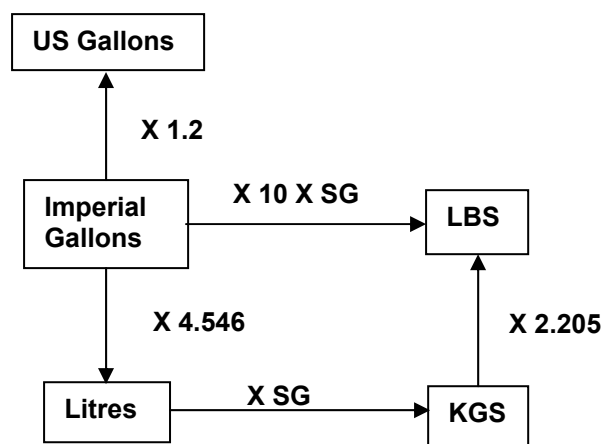 US Gallons
X 1.2
Imperial
Gallons
X 10 X SG
LBS
X 4.546
X 2.205
Litres
X SG
KGS